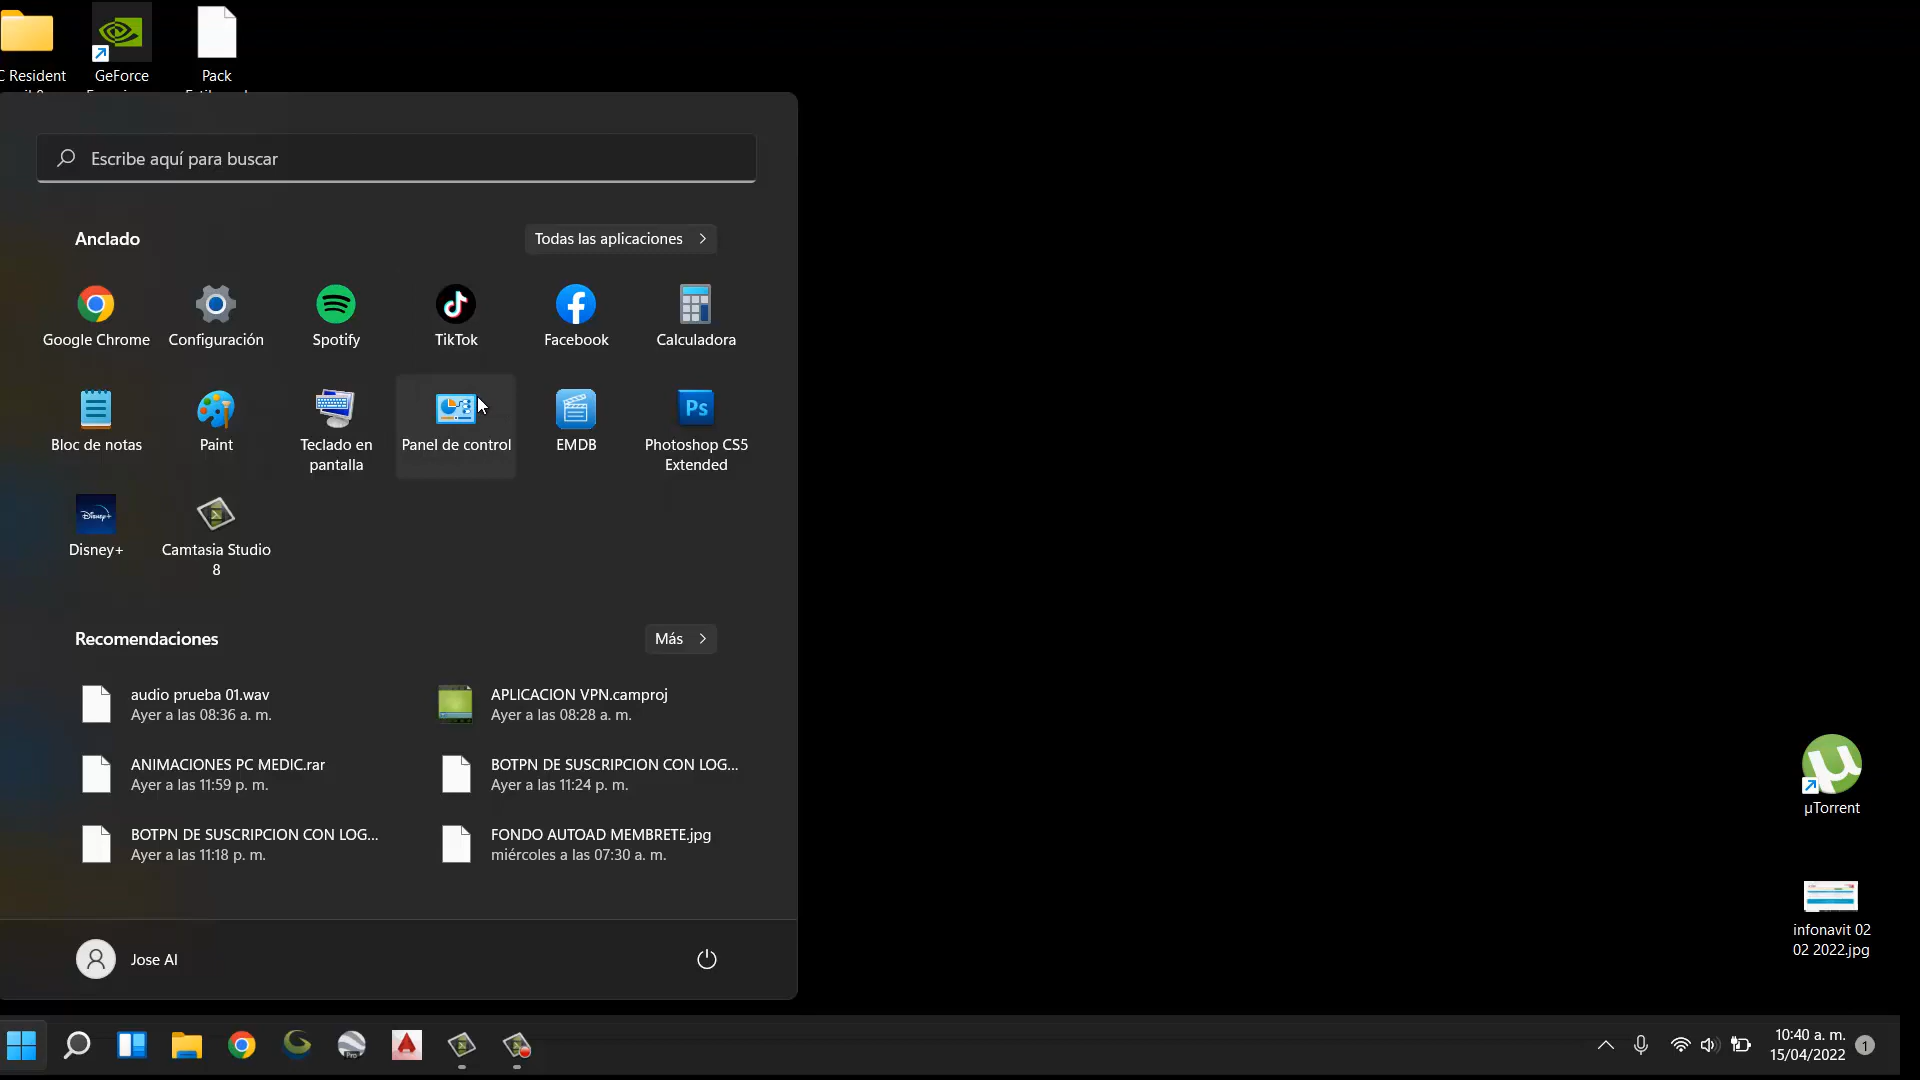 C Resident
GeForce
Pack
Escribe aquí para buscar
Anclado
Todas las aplicaciones
Google Chrome
Configuración
Spotify
TikTok
Facebook
Calculadora
Bloc de notas
Paint
Teclado en
pantalla
Panel de control
EMDB
Ps
Photoshop CS5
Extended
Disney+
Disney+
Camtasia Studio
8
Recomendaciones
Más
audio prueba 01.wav
Ayer a las 08:36 a. m.
APLICACION VPN.camproj
Ayer a las 08:28 a. m.
ANIMACIONES PC MEDIC.rar
Ayer a las 11:59 p. m.
BOTPN DE SUSCRIPCION CON LOG...
Ayer a las 11:24 p. m.
BOTPN DE SUSCRIPCION CON LOG...
Ayer a las 11:18 p. m.
FONDO AUTOAD MEMBRETE.jpg
miércoles a las 07:30 a. m.
µTorrent
infonavit 02
02 2022.jpg
Jose Al
Pro
10:40 a. m.
15/04/2022
1